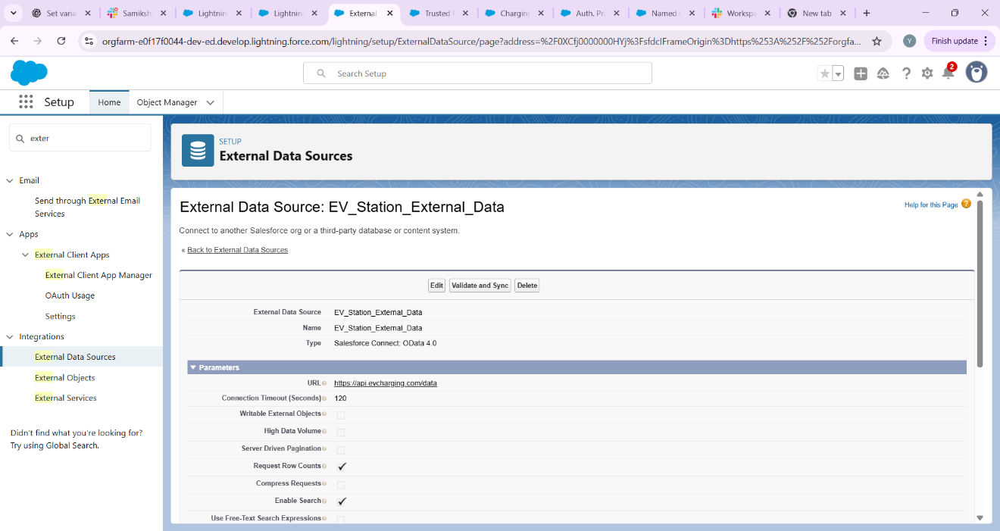 Set varia
Samiksh
Lightnin
Lightnin
External
Trusted
Charging
Auth. Pr
Named
Worksp
New tab
orgfarm-e0f17f0044-dev-ed.develop.lightning.force.com/lightning/setup/ExternalDataSource/page?address=%2F0XCfj0000000HYj%3FsfdcIFrameOrigin%3Dhttps%253A%252F%252Forgfa...
Y
Finish update
Search Setup
2
Setup
Home
Object Manager
exter
Email
Send through External Email
Services
Apps
External Client Apps
External Client App Manager
OAuth Usage
Settings
Integrations
External Data Sources
External Objects
External Services
Didn't find what you're looking for?
Try using Global Search.
SETUP
External Data Sources
External Data Source: EV_Station_External_Data
Help for this Page
Connect to another Salesforce org or a third-party database or content system.
« Back to External Data Sources
Edit Validate and Sync Delete
External Data Source EV_Station_External_Data
Name EV_Station_External_Data
Type Salesforce Connect: OData 4.0
Parameters
URL https://api.evcharging.com/data
Connection Timeout (Seconds) 120
Writable External Objects
High Data Volume
Server Driven Pagination
Request Row Counts
Compress Requests
Enable Search
Use Free-Text Search Expressions